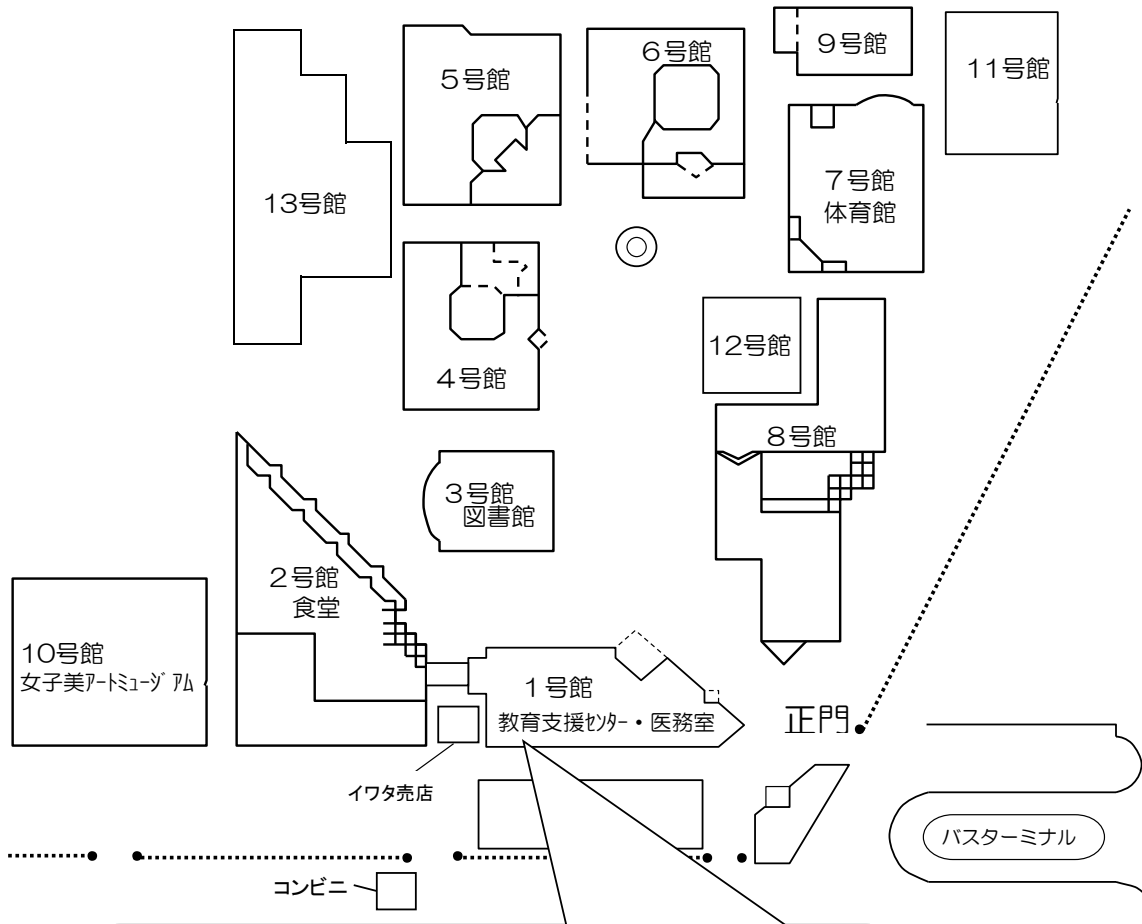 ５号館
６号館
９号館
11号館
13号館
７号館
体育館
12号館
４号館
８号館
３号館
図書館
２号館
食堂
10号館
女子美ｱｰﾄﾐｭｰｼﾞｱﾑ
１号館
教育支援ｾﾝﾀｰ・医務室
正門
イワタ売店
バスターミナル
コンビニ